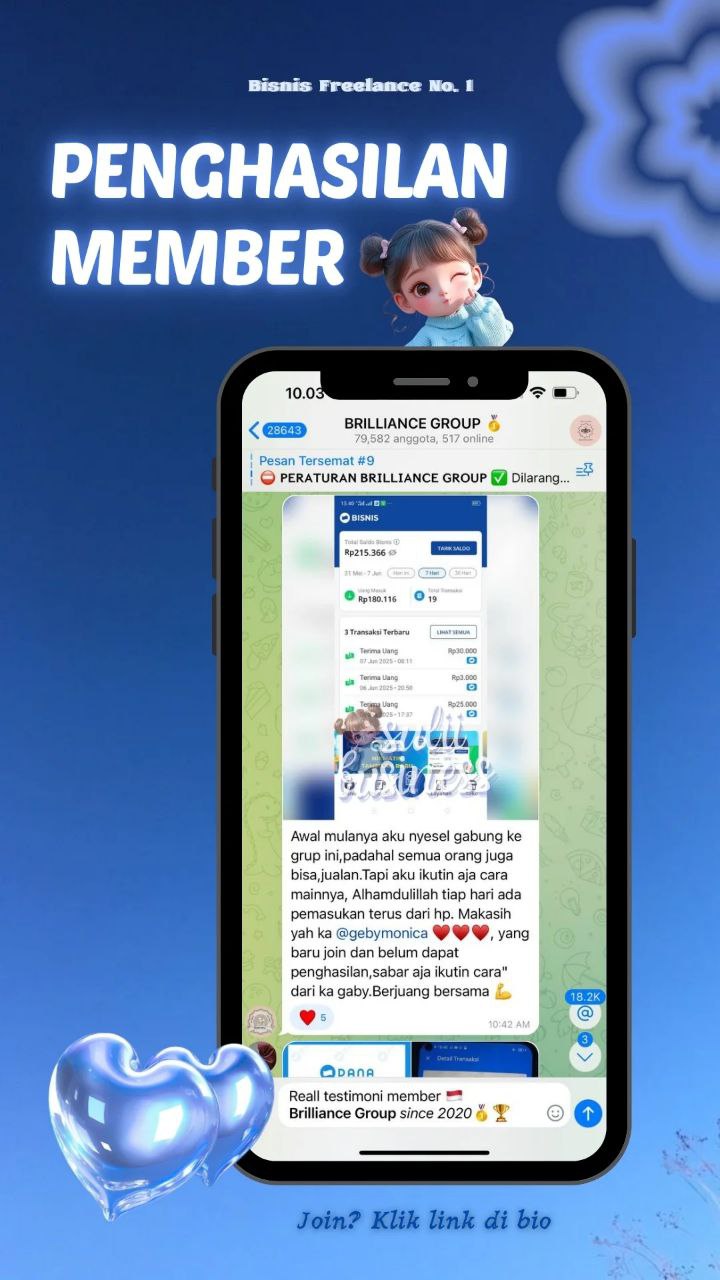 Bisnis Freelance No. 1
PENGHASILAN
MEMBER
10.03
28643
BRILLIANCE GROUP 🏅
79,582 anggota, 517 online
Pesan Tersemat #9
⛔ PERATURAN BRILLIANCE GROUP ✅ Dilarang...
BISNIS
Total Saldo Bisnis
Rp215.366
TARIK SALDO
31 Mei - 7 Jun
Hari Ini
7 Hari
30 Hari
Uang Masuk
Rp180.116
Total Transaksi
19
3 Transaksi Terbaru
LIHAT SEMUA
Terima Uang
Rp30.000
07 Jun 2025 • 08:11
Terima Uang
Rp3.000
06 Jun 2025 • 20:50
Terima Uang
Rp25.000
2025 • 17:37
sulji
business
Awal mulanya aku nyesel gabung ke
grup ini,padahal semua orang juga
bisa,jualan.Tapi aku ikutin aja cara
mainnya, Alhamdulillah tiap hari ada
pemasukan terus dari hp. Makasih
yah ka @gebymonica ♥️♥️♥️, yang
baru join dan belum dapat
penghasilan,sabar aja ikutin cara"
dari ka gaby.Berjuang bersama 💪
❤️ 5
10:42 AM
18.2K
@
3
DANA
Detail Transaksi
Reall testimoni member 🇮🇩
Brilliance Group since 2020 🏅🏆
Join? Klik link di bio